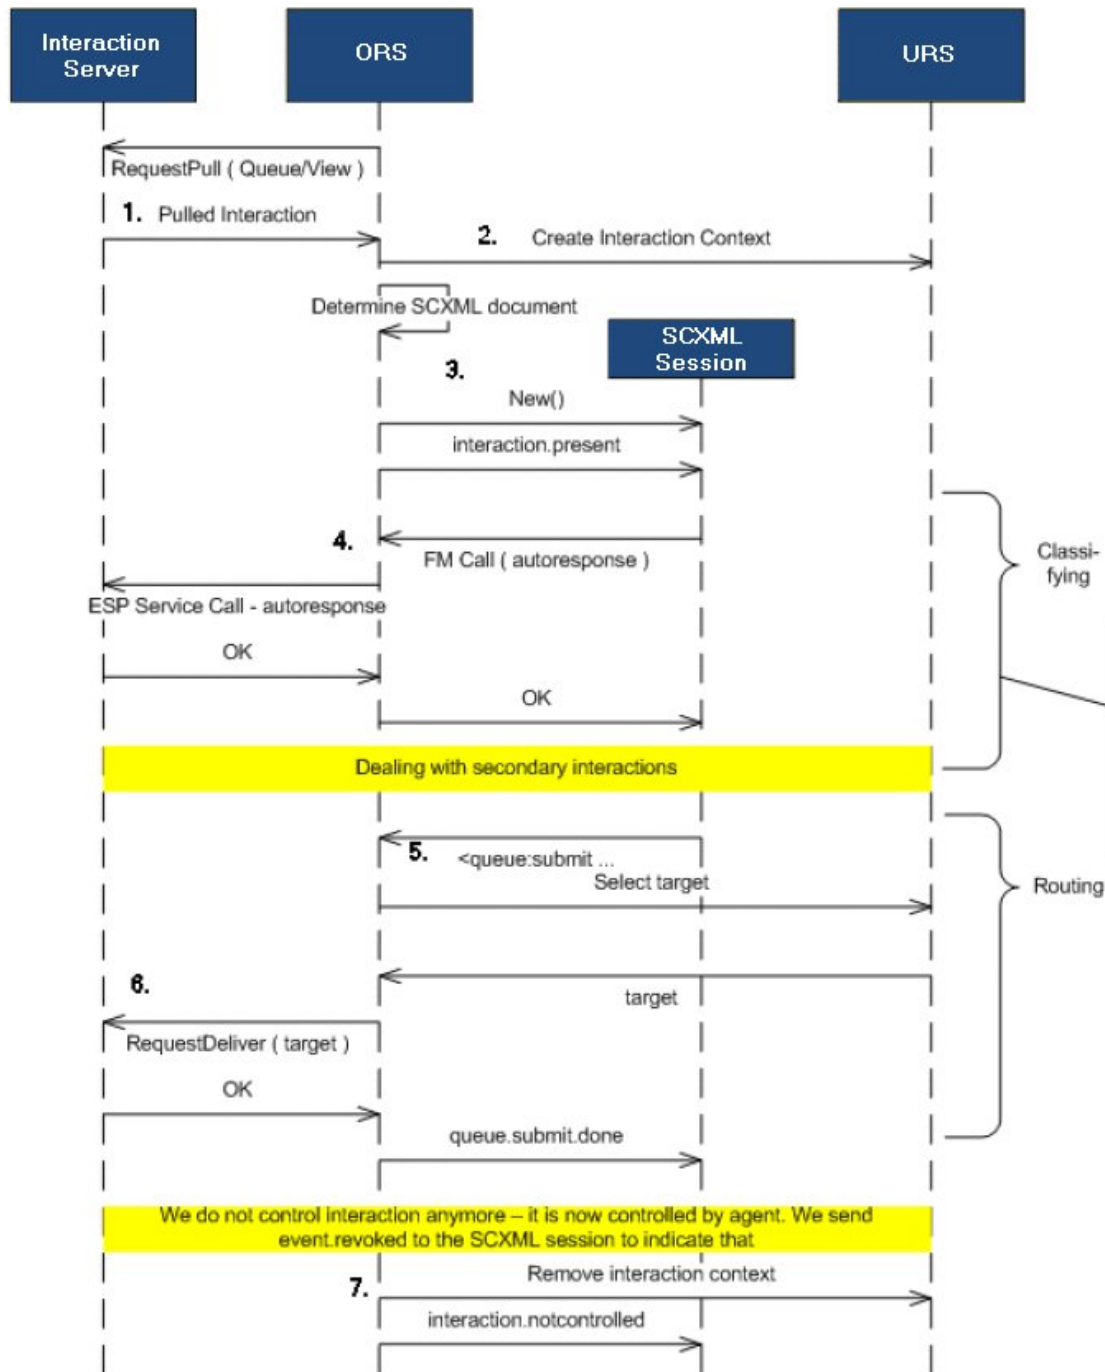 Interaction
Server
ORS
URS
RequestPull ( Queue/View )
1. Pulled Interaction
2. Create Interaction Context
Determine SCXML document
SCXML
Session
3.
New()
interaction.present
4.
FM Call ( autoresponse )
Classi-
fying
ESP Service Call - autoresponse
OK
OK
Dealing with secondary interactions
5. <queue:submit ...
Select target
Routing
6.
target
RequestDeliver ( target )
OK
queue.submit.done
We do not control interaction anymore – it is now controlled by agent. We send
event.revoked to the SCXML session to indicate that
7. Remove interaction context
interaction.notcontrolled